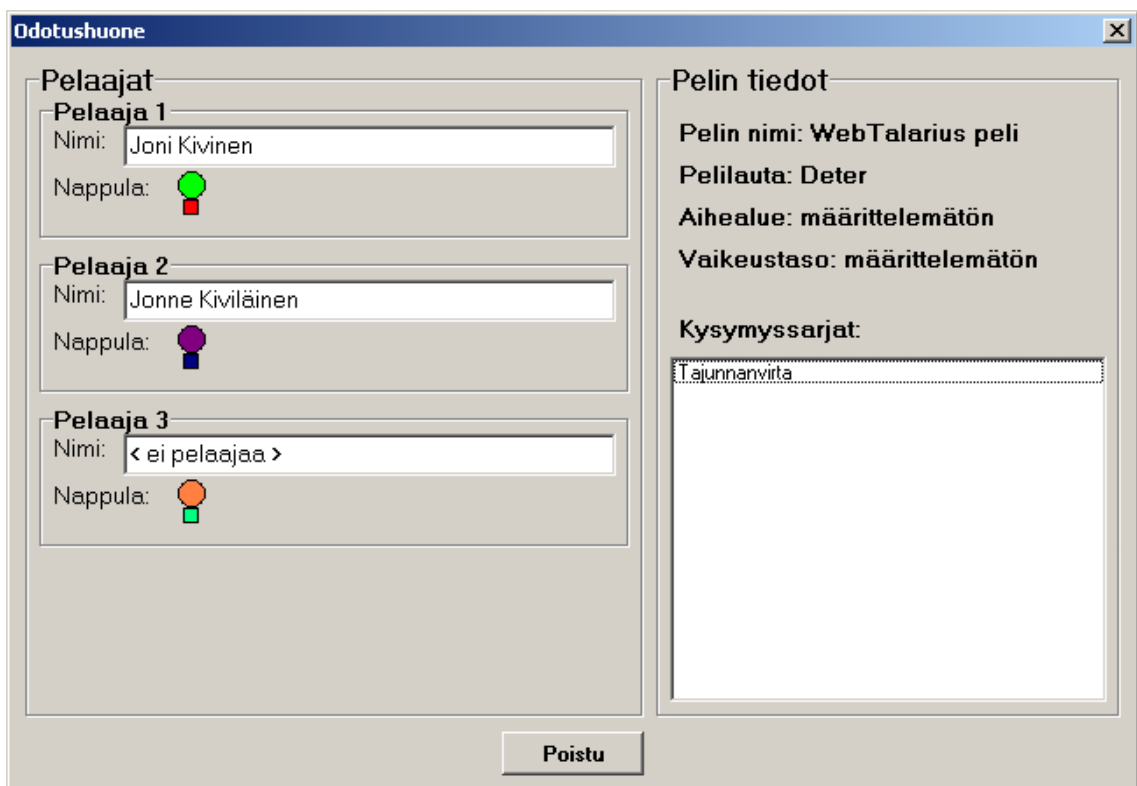 Odotushuone
Pelaajat
Pelaaja 1
Nimi: Joni Kivinen
Nappula:
Pelaaja 2
Nimi: Jonne Kiviläinen
Nappula:
Pelaaja 3
Nimi: < ei pelaajaa >
Nappula:
Pelin tiedot
Pelin nimi: WebTalarius peli
Pelilauta: Deter
Aihealue: määrittelemätön
Vaikeustaso: määrittelemätön
Kysymyssarjat:
Tajunnanvirta
Poistu